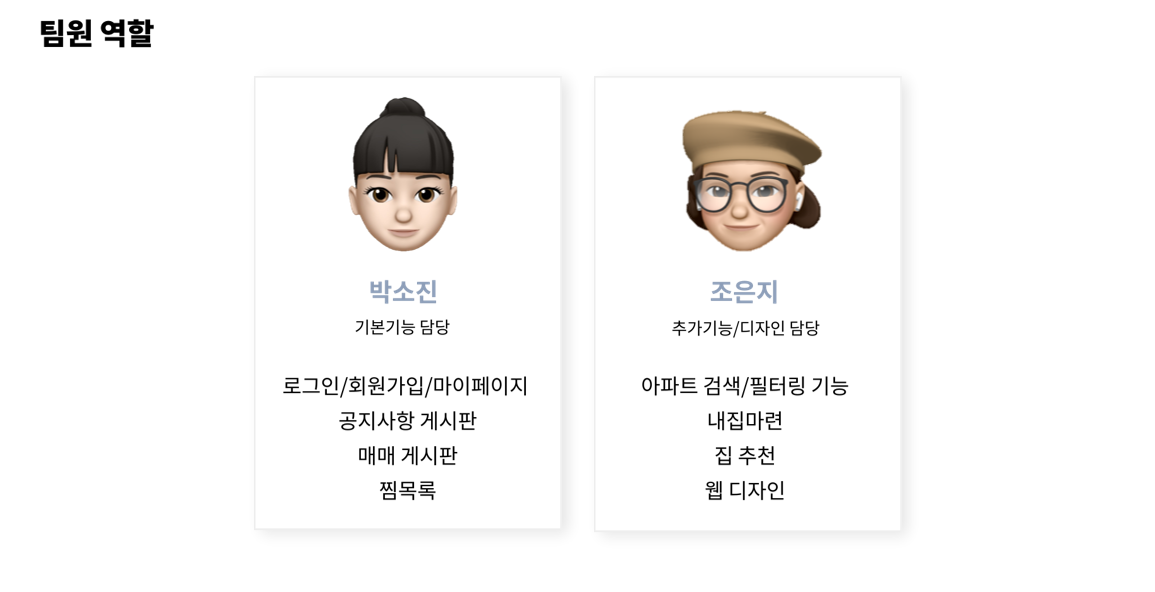 팀원 역할
박소진
기본기능 담당
로그인/회원가입/마이페이지
공지사항 게시판
매매 게시판
찜목록
조은지
추가기능/디자인 담당
아파트 검색/필터링 기능
내집마련
집 추천
웹 디자인